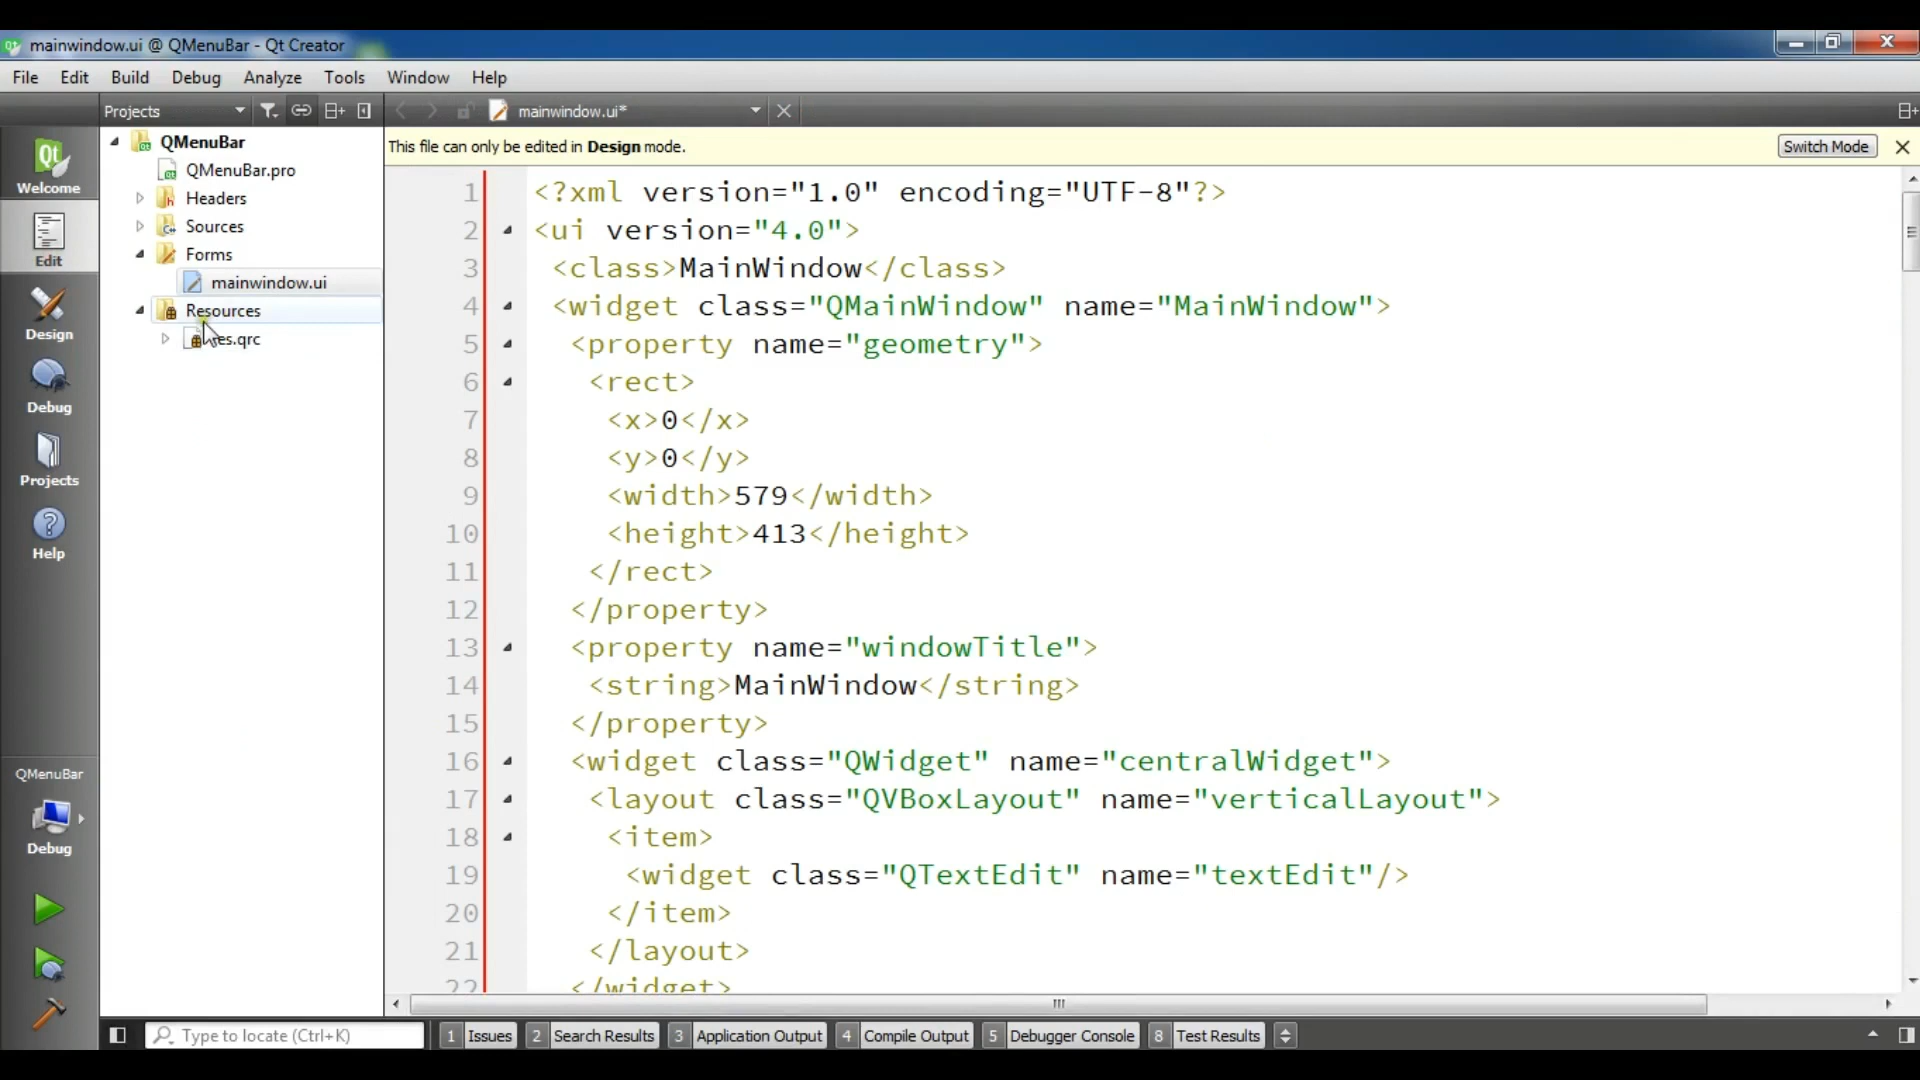 mainwindow.ui @ QMenuBar - Qt Creator
File Edit Build Debug Analyze Tools Window Help
Projects mainwindow.ui*
QMenuBar
QMenuBar.pro
Headers
Sources
Forms
mainwindow.ui
Resources
es.qrc
Welcome
Edit
Design
Debug
Projects
Help
QMenuBar
Debug
This file can only be edited in Design mode. Switch Mode
1 <?xml version="1.0" encoding="UTF-8"?>
2 <ui version="4.0">
3 <class>MainWindow</class>
4 <widget class="QMainWindow" name="MainWindow">
5 <property name="geometry">
6 <rect>
7 <x>0</x>
8 <y>0</y>
9 <width>579</width>
10 <height>413</height>
11 </rect>
12 </property>
13 <property name="windowTitle">
14 <string>MainWindow</string>
15 </property>
16 <widget class="QWidget" name="centralWidget">
17 <layout class="QVBoxLayout" name="verticalLayout">
18 <item>
19 <widget class="QTextEdit" name="textEdit"/>
20 </item>
21 </layout>
22 </widget>
Type to locate (Ctrl+K) 1 Issues 2 Search Results 3 Application Output 4 Compile Output 5 Debugger Console 8 Test Results